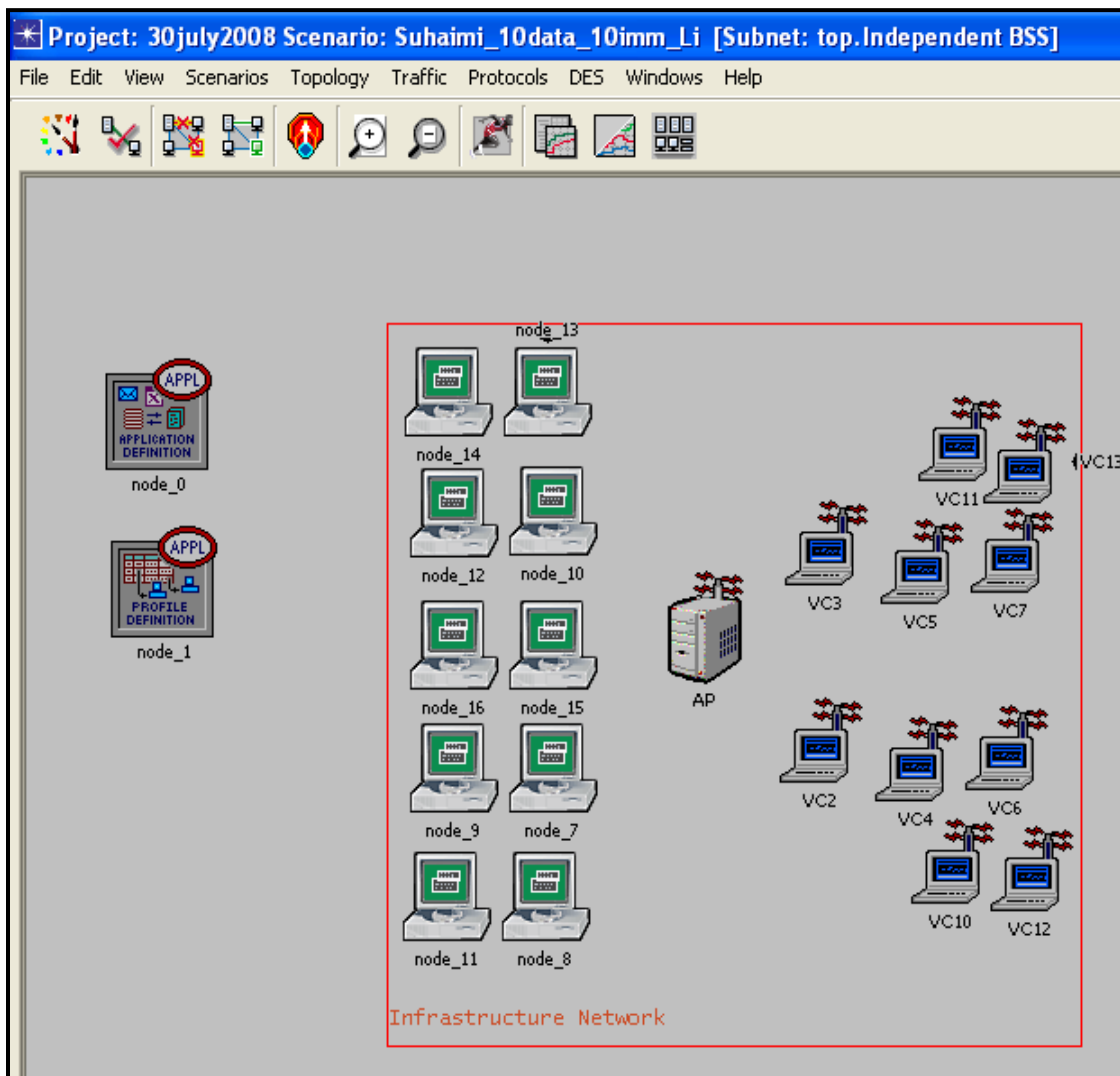 Project: 30july2008 Scenario: Suhaimi_10data_10imm_Li [Subnet: top.Independent BSS]
File Edit View Scenarios Topology Traffic Protocols DES Windows Help
node_13
APPL
APPLICATION
DEFINITION
node_0
node_14
VC11
VC13
node_12
node_10
APPL
PROFILE
DEFINITION
node_1
VC3
VC5
VC7
node_16
node_15
AP
node_9
node_7
VC2
VC4
VC6
node_11
node_8
VC10
VC12
Infrastructure Network